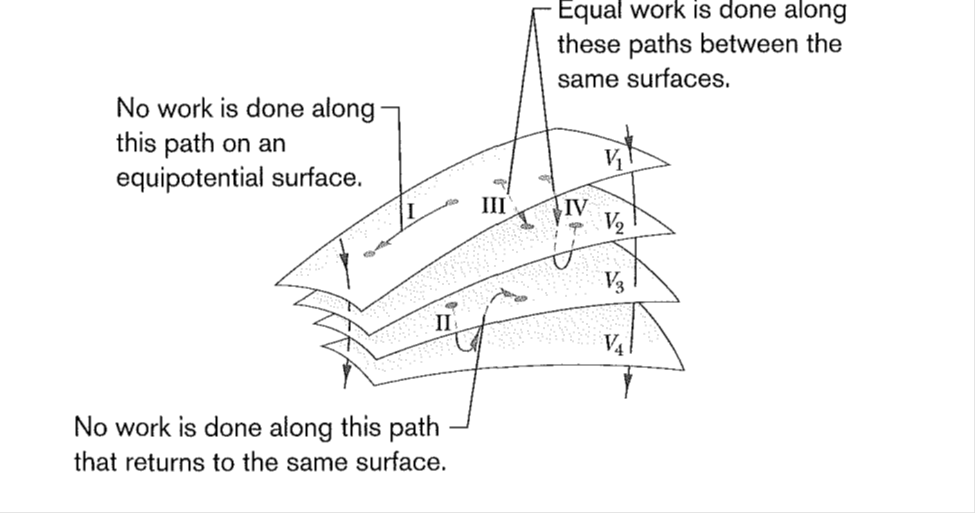 Equal work is done along
these paths between the
same surfaces.
No work is done along
this path on an
equipotential surface.
V1
III
IV
I
V2
V3
II
V4
No work is done along this path
that returns to the same surface.